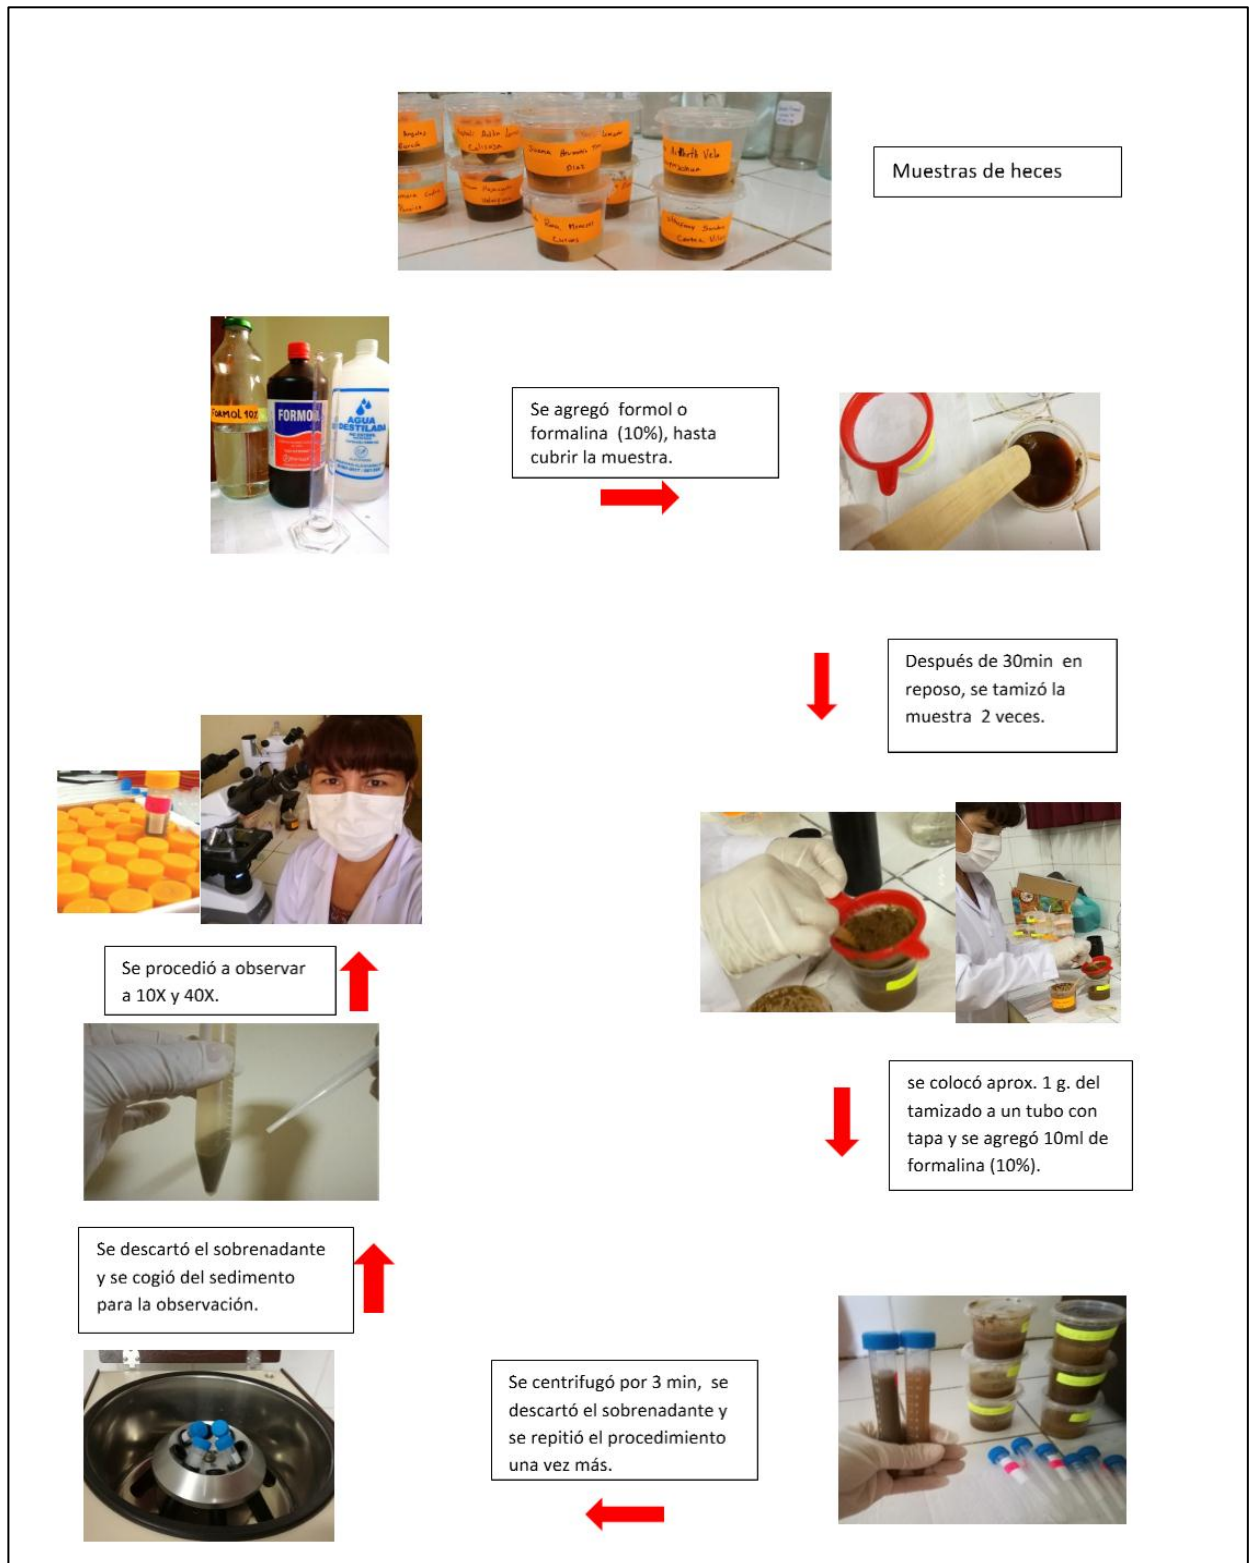 Muestras de heces
FORMOL 10%
FORMOL
AGUA
DESTILADA
Se agregó formol o
formalina (10%), hasta
cubrir la muestra.
Después de 30min en
reposo, se tamizó la
muestra 2 veces.
se colocó aprox. 1 g. del
tamizado a un tubo con
tapa y se agregó 10ml de
formalina (10%).
Se centrifugó por 3 min, se
descartó el sobrenadante y
se repitió el procedimiento
una vez más.
Se descartó el sobrenadante
y se cogió del sedimento
para la observación.
Se procedió a observar
a 10X y 40X.